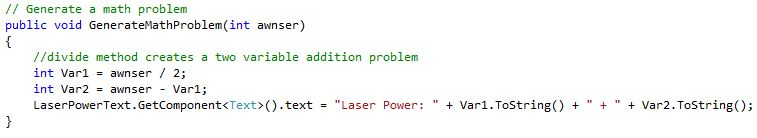 // Generate a math problem
public void GenerateMathProblem(int awnser)
{
//divide method creates a two variable addition problem
int Var1 = awnser / 2;
int Var2 = awnser - Var1;
LaserPowerText.GetComponent<Text>().text = "Laser Power: " + Var1.ToString() + " + " + Var2.ToString();
}